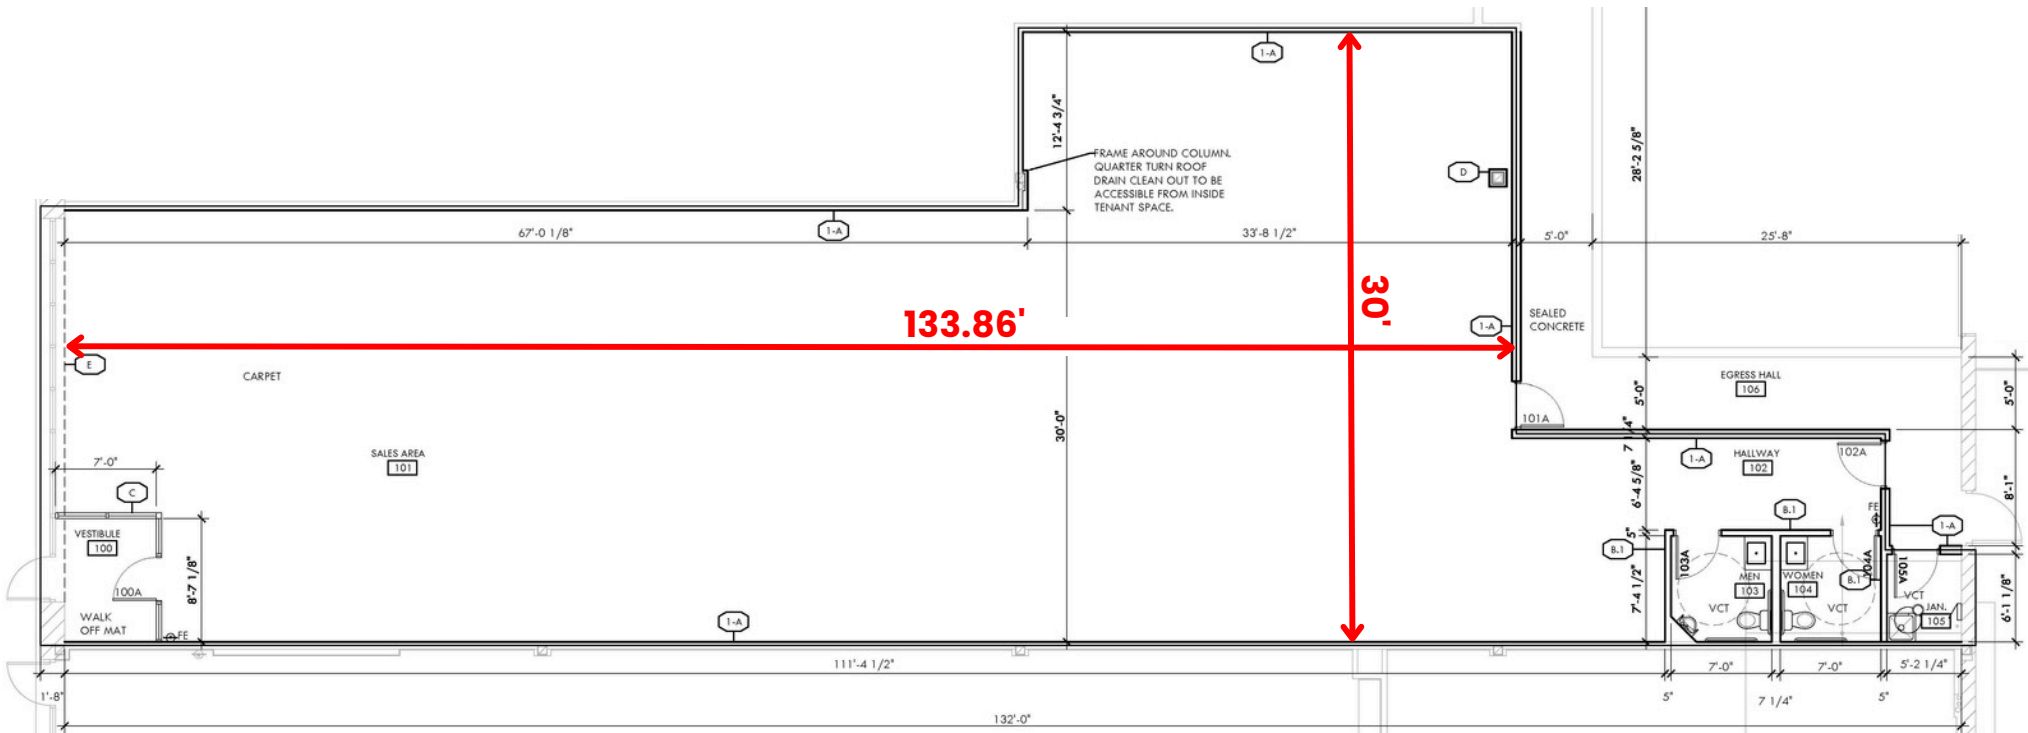 1-A
12'-4 3/4"
FRAME AROUND COLUMN.
QUARTER TURN ROOF
DRAIN CLEAN OUT TO BE
ACCESSIBLE FROM INSIDE
TENANT SPACE.
D
28'-2 5/8"
67'-0 1/8"
1-A
33'-8 1/2"
5'-0"
25'-8"
133.86'
30'
1-A
SEALED
CONCRETE
E
CARPET
EGRESS HALL
106
5'-0"
5'-0"
30'-0"
101A
7 1/4"
SALES AREA
101
1-A
HALLWAY
102
102A
7'-0"
C
6'-4 5/8"
8'-1"
B.1
FE
1-A
VESTIBULE
100
5"
B.1
103A
104A
105A
8'-7 1/8"
100A
MEN
103
WOMEN
104
B.1
7'-4 1/2"
VCT
VCT
VCT
JAN.
105
6'-1 1/8"
WALK
OFF MAT
FE
1-A
111'-4 1/2"
7'-0"
7'-0"
5'-2 1/4"
1'-8"
5"
7 1/4"
5"
132'-0"